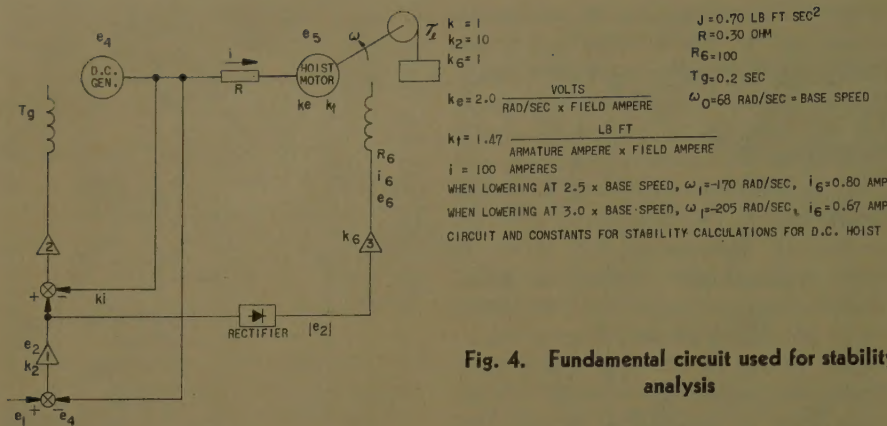 e4
D.C.
GEN.
i
R
e5
HOIST
MOTOR
ke kt
ω
Tℓ
Tg
R6
i6
e6
k6
3
2
+ −
ki
RECTIFIER
|e2|
e2
k2
1
e1 + −e4
k = 1
k2 = 10
k6 = 1
J = 0.70 LB FT SEC²
R = 0.30 OHM
R6 = 100
Tg = 0.2 SEC
ke = 2.0 VOLTS / RAD/SEC x FIELD AMPERE
ωO = 68 RAD/SEC = BASE SPEED
kt = 1.47 LB FT / ARMATURE AMPERE x FIELD AMPERE
i = 100 AMPERES
WHEN LOWERING AT 2.5 x BASE SPEED, ω1 = -170 RAD/SEC, i6 = 0.80 AMP
WHEN LOWERING AT 3.0 x BASE SPEED, ω1 = -205 RAD/SEC, i6 = 0.67 AMP
CIRCUIT AND CONSTANTS FOR STABILITY CALCULATIONS FOR D.C. HOIST
Fig. 4. Fundamental circuit used for stability
analysis